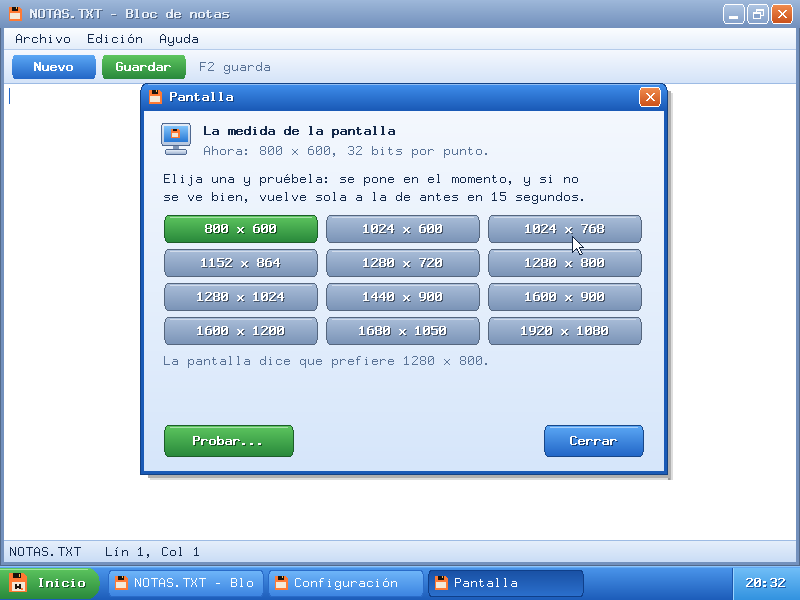 NOTAS.TXT - Bloc de notas
Archivo Edición Ayuda
Nuevo Guardar F2 guarda
Pantalla
La medida de la pantalla
Ahora: 800 x 600, 32 bits por punto.
Elija una y pruébela: se pone en el momento, y si no
se ve bien, vuelve sola a la de antes en 15 segundos.
800 x 600 1024 x 600 1024 x 768
1152 x 864 1280 x 720 1280 x 800
1280 x 1024 1440 x 900 1600 x 900
1600 x 1200 1680 x 1050 1920 x 1080
La pantalla dice que prefiere 1280 x 800.
Probar... Cerrar
NOTAS.TXT Lín 1, Col 1
Inicio NOTAS.TXT - Blo Configuración Pantalla 20:32